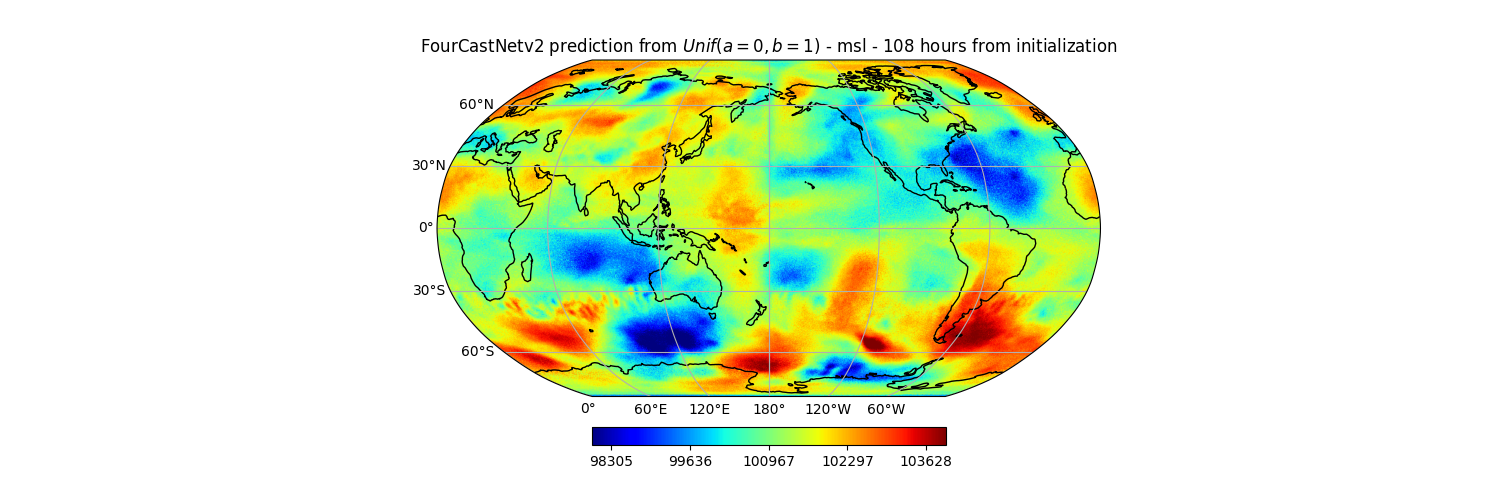 FourCastNetv2 prediction from Unif(a = 0, b = 1) - msl - 108 hours from initialization
60°N
30°N
0°
30°S
60°S
0° 60°E 120°E 180° 120°W 60°W
98305 99636 100967 102297 103628